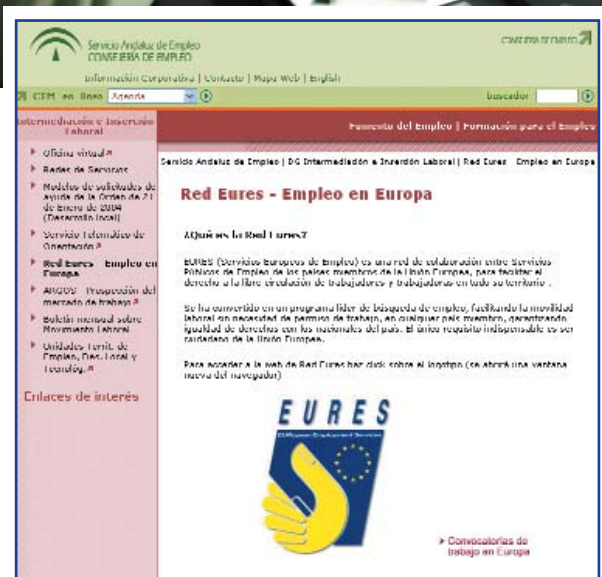 Servicio Andaluz de Empleo
CONSEJERÍA DE EMPLEO
CONSEJERÍA DE EMPLEO
Información Corporativa | Contacto | Mapa Web | English
CEM en línea Agenda
buscador
Intermediación e Inserción
Laboral
Fomento del Empleo | Formación para el Empleo
Servicio Andaluz de Empleo | DG Intermediación e Inserción Laboral | Red Eures - Empleo en Europa
Oficina virtual
Redes de Servicios
Modelos de solicitudes de
ayuda de la Orden de 21
de Enero de 2004
(Desarrollo local)
Servicio Telemático de
Orientación
Red Eures - Empleo en
Europa
ARGOS - Prospección del
mercado de trabajo
Boletín mensual sobre
Movimiento Laboral
Unidades Territ. de
Empleo, Des. Local y
Tecnológ.
Enlaces de interés
Red Eures - Empleo en Europa
¿Qué es la Red Eures?
EURES (Servicios Europeos de Empleo) es una red de colaboración entre Servicios
Públicos de Empleo de los países miembros de la Unión Europea, para facilitar el
derecho a la libre circulación de trabajadores y trabajadoras en todo su territorio.
Se ha convertido en un programa líder de búsqueda de empleo, facilitando la movilidad
laboral sin necesidad de permiso de trabajo, en cualquier país miembro, garantizando
igualdad de derechos con los nacionales del país. El único requisito indispensable es ser
ciudadano de la Unión Europea.
Para acceder a la web de Red Eures haz click sobre el logotipo (se abrirá una ventana
nueva del navegador)
EURES
EURopean Employment Services
Convocatorias de
trabajo en Europa